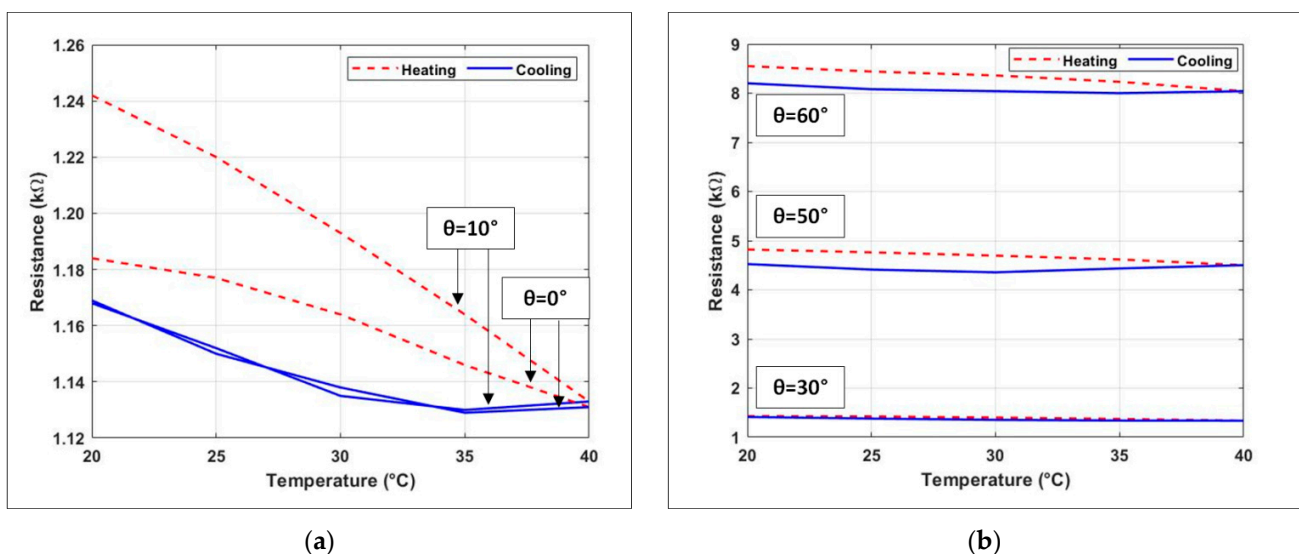 1.26
1.24
1.22
1.20
1.18
1.16
1.14
1.12
Resistance (kΩ)
Heating Cooling
θ=10°
θ=0°
20 25 30 35 40
Temperature (°C)
(a)
9
8
7
6
5
4
3
2
1
Resistance (kΩ)
Heating Cooling
θ=60°
θ=50°
θ=30°
20 25 30 35 40
Temperature (°C)
(b)